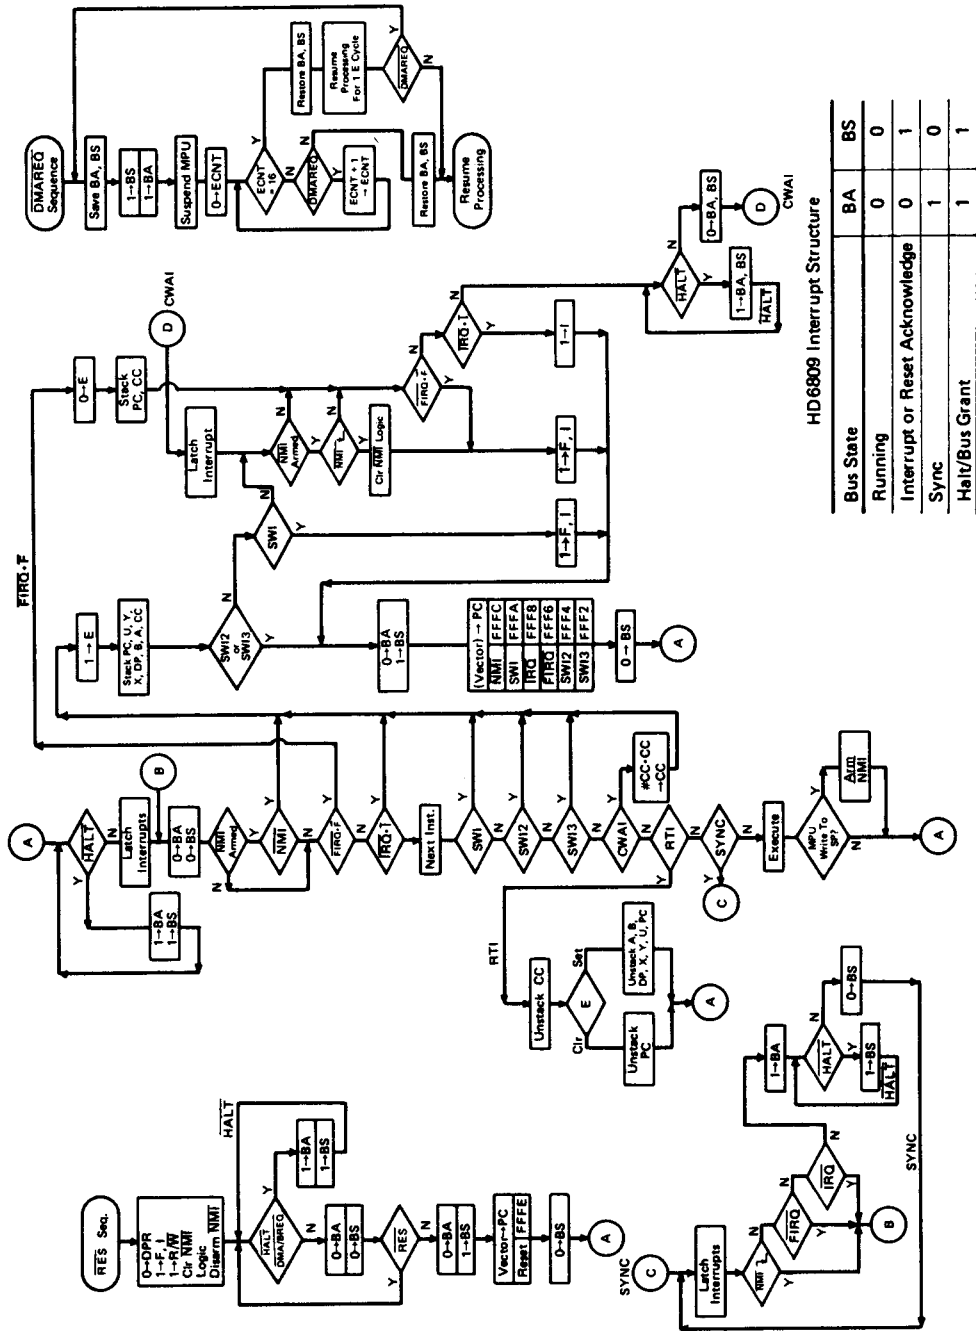 RES Seq.
0→DPR
1→F, I
1→R/W
Clr NMI
Logic
Disarm NMI
HALT
HALT
DMA/BREQ
Y
N
1→BA
1→BS
0→BA
0→BS
RES
Y
N
0→BA
1→BS
Vector→PC
Reset FFFE
0→BS
A
SYNC
C
Latch
Interrupts
NMI
N
Y
FIRQ
N
Y
IRQ
N
Y
B
1→BA
HALT
N
Y
1→BS
HALT
0→BS
SYNC
A
HALT
Y
N
1→BA
1→BS
Latch
Interrupts
B
0→BA
0→BS
NMI
Armed
N
Y
NMI
Y
N
FIRQ·F
Y
N
IRQ·I
Y
Next Inst.
SWI
Y
SWI2
Y
SWI3
Y
CWAI
Y
#CC·CC
→CC
RTI
Y
N
SYNC
Y
N
C
Execute
MPU
Write To
SP?
Y
N
Arm
NMI
A
RTI
Unstack CC
E
Clr
Set
Unstack
PC
Unstack A, B,
DP, X, Y, U, PC
A
FIRQ·F
1→E
Stack PC, U, Y,
X, DP, B, A, CC
SWI2
or
SWI3
N
Y
SWI
N
Y
0→BA
1→BS
(Vector)→PC
NMI FFFC
SWI FFFA
IRQ FFF8
FIRQ FFF6
SWI2 FFF4
SWI3 FFF2
0→BS
A
0→E
Stack
PC, CC
D
CWAI
Latch
Interrupt
NMI
Armed
N
Y
NMI
N
Y
Clr NMI Logic
FIRQ·F
N
Y
IRQ·I
N
Y
1→F, I
1→F, I
1→I
HALT
N
Y
1→BA, BS
HALT
0→BA, BS
D
CWAI
DMAREQ
Sequence
Save BA, BS
1→BS
1→BA
Suspend MPU
0→ECNT
ECNT
= 16
Y
N
DMAREQ
N
Y
ECNT + 1
→ ECNT
Restore BA, BS
Resume
Processing
For 1 E Cycle
DMAREQ
Y
N
Restore BA, BS
Resume
Processing
HD6809 Interrupt Structure
Bus State BA BS
Running 0 0
Interrupt or Reset Acknowledge 0 1
Sync 1 0
Halt/Bus Grant 1 1